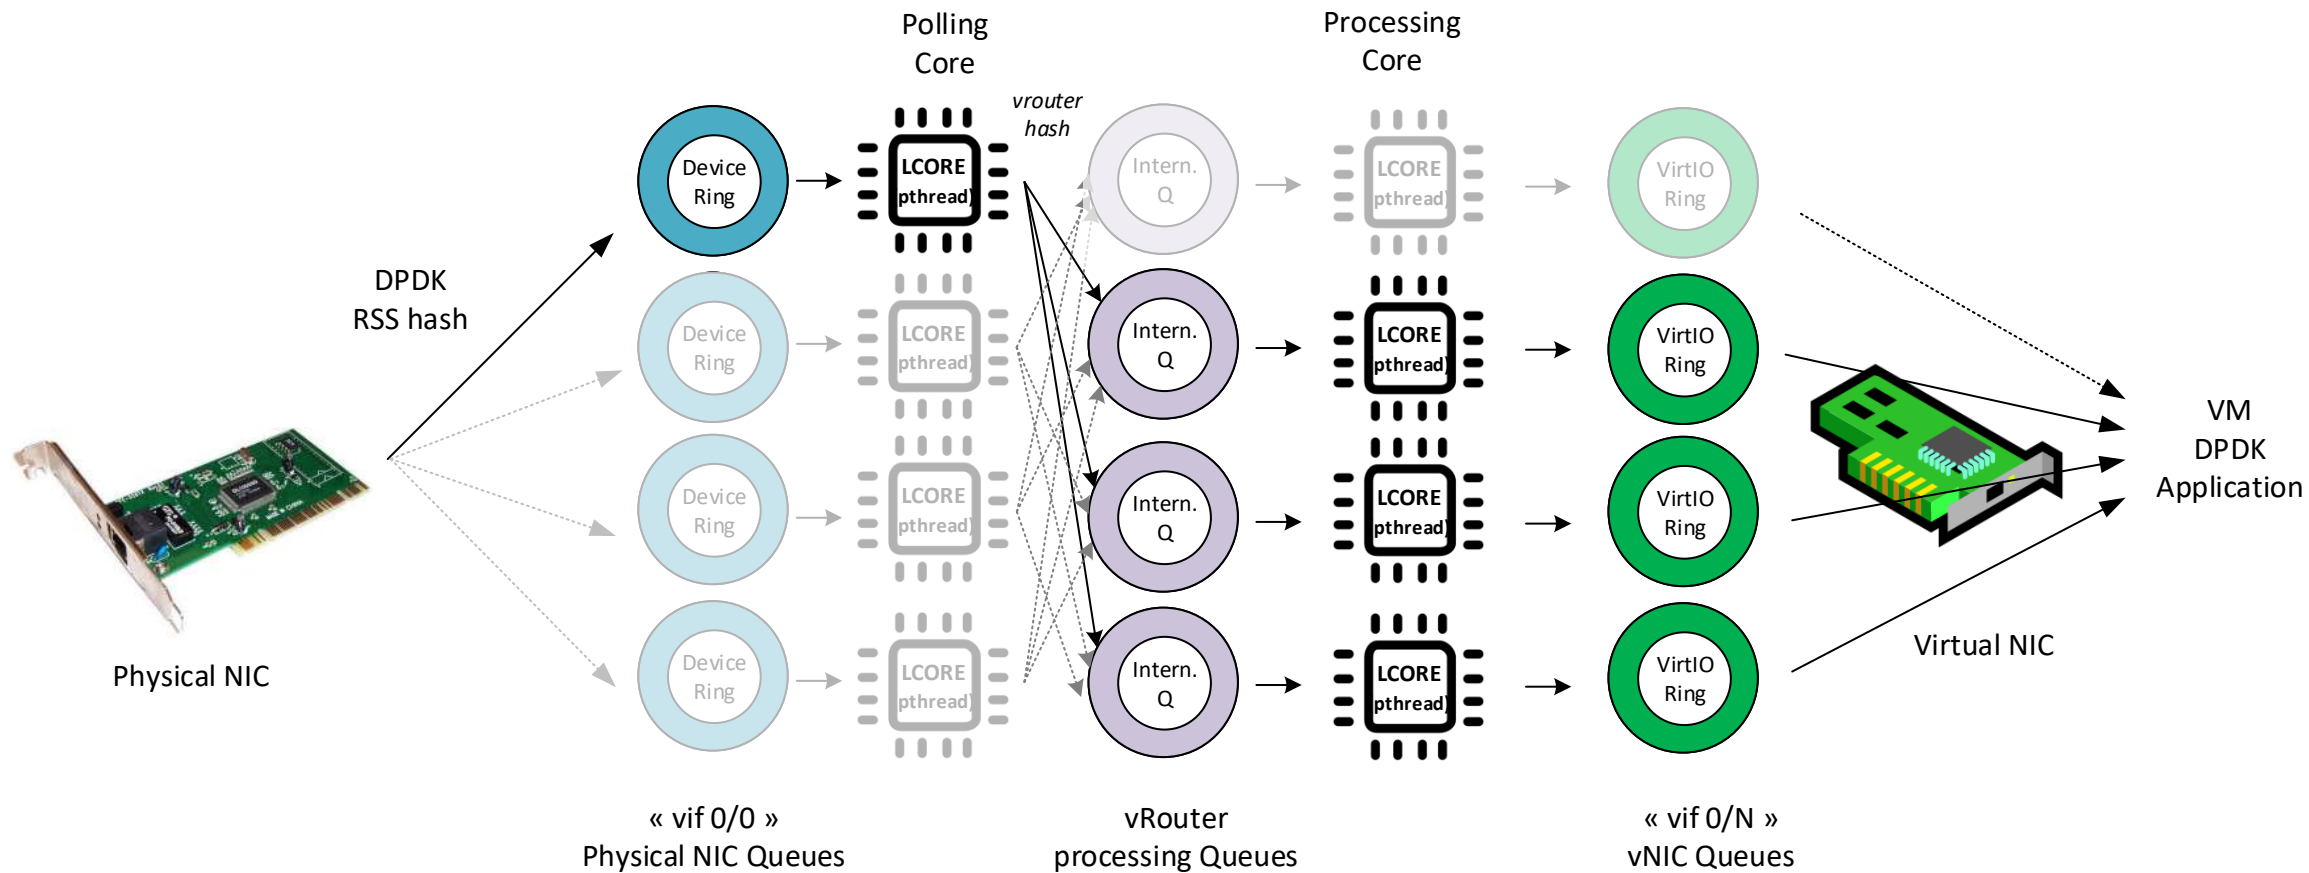 Polling
Core
Processing
Core
vrouter
hash
Device
Ring
LCORE
pthread)
Intern.
Q
LCORE
pthread)
VirtIO
Ring
DPDK
RSS hash
Device
Ring
LCORE
pthread)
Intern.
Q
LCORE
pthread)
VirtIO
Ring
VM
DPDK
Application
Device
Ring
LCORE
pthread)
Intern.
Q
LCORE
pthread)
VirtIO
Ring
Physical NIC
Device
Ring
LCORE
pthread)
Intern.
Q
LCORE
pthread)
VirtIO
Ring
Virtual NIC
« vif 0/0 »
Physical NIC Queues
vRouter
processing Queues
« vif 0/N »
vNIC Queues